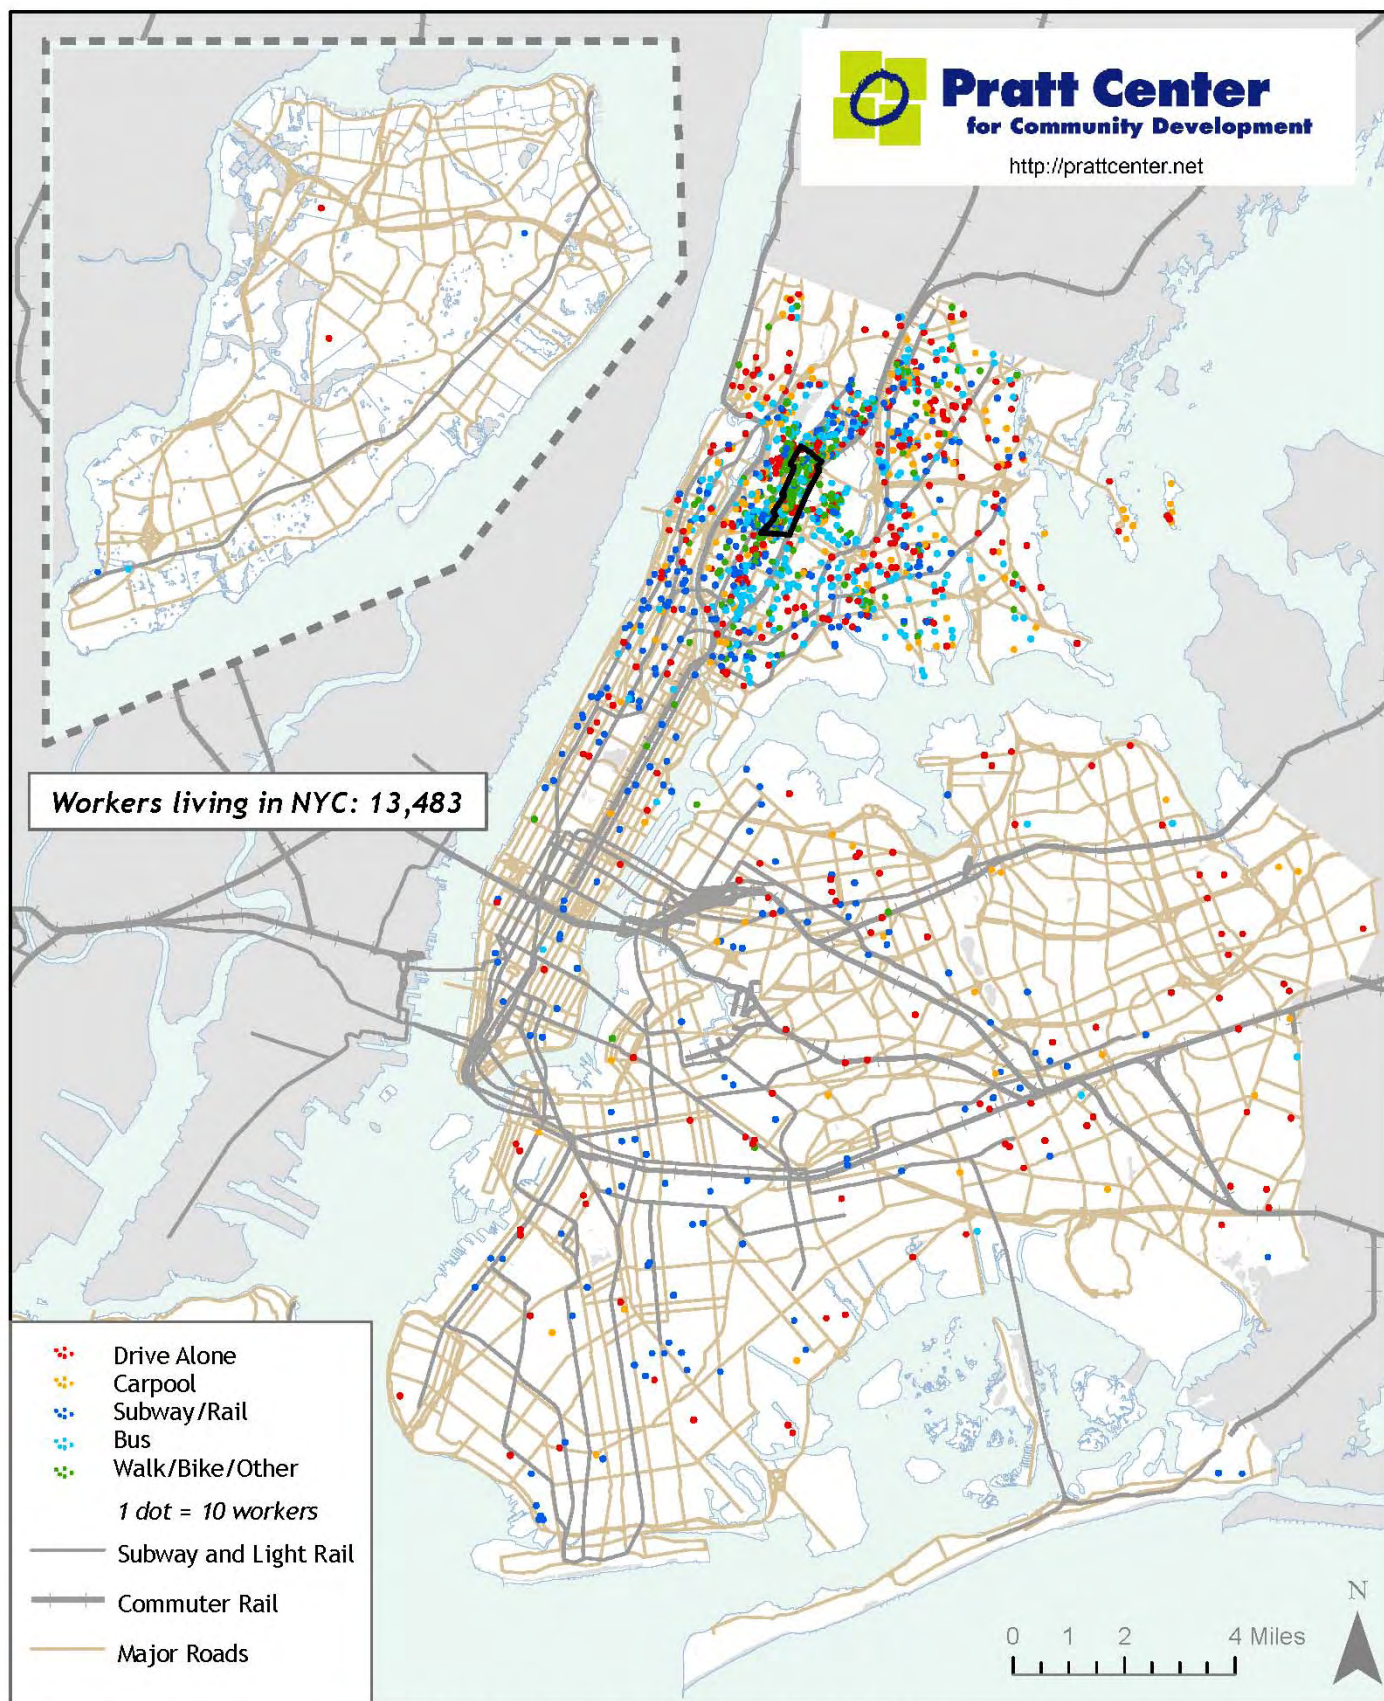 Pratt Center
for Community Development
http://prattcenter.net
Workers living in NYC: 13,483
Drive Alone
Carpool
Subway/Rail
Bus
Walk/Bike/Other
1 dot = 10 workers
Subway and Light Rail
Commuter Rail
Major Roads
N
0 1 2 4 Miles